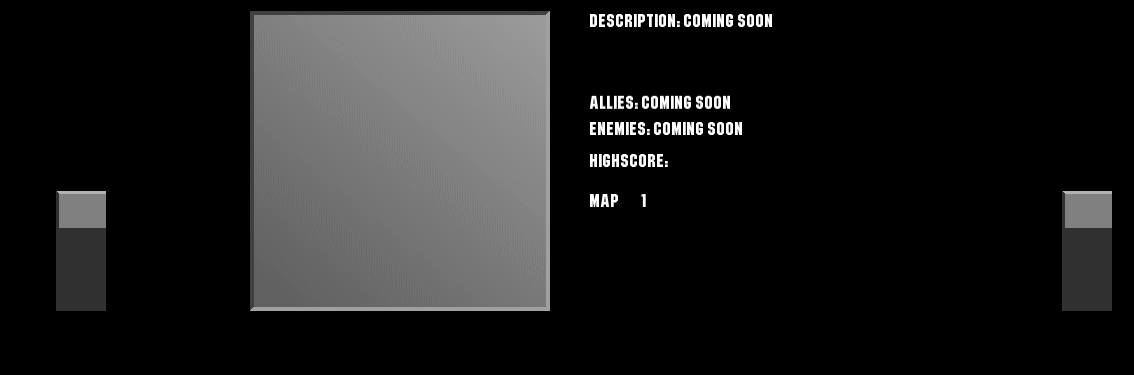 DESCRIPTION: COMING SOON
ALLIES: COMING SOON
ENEMIES: COMING SOON
HIGHSCORE:
MAP 1